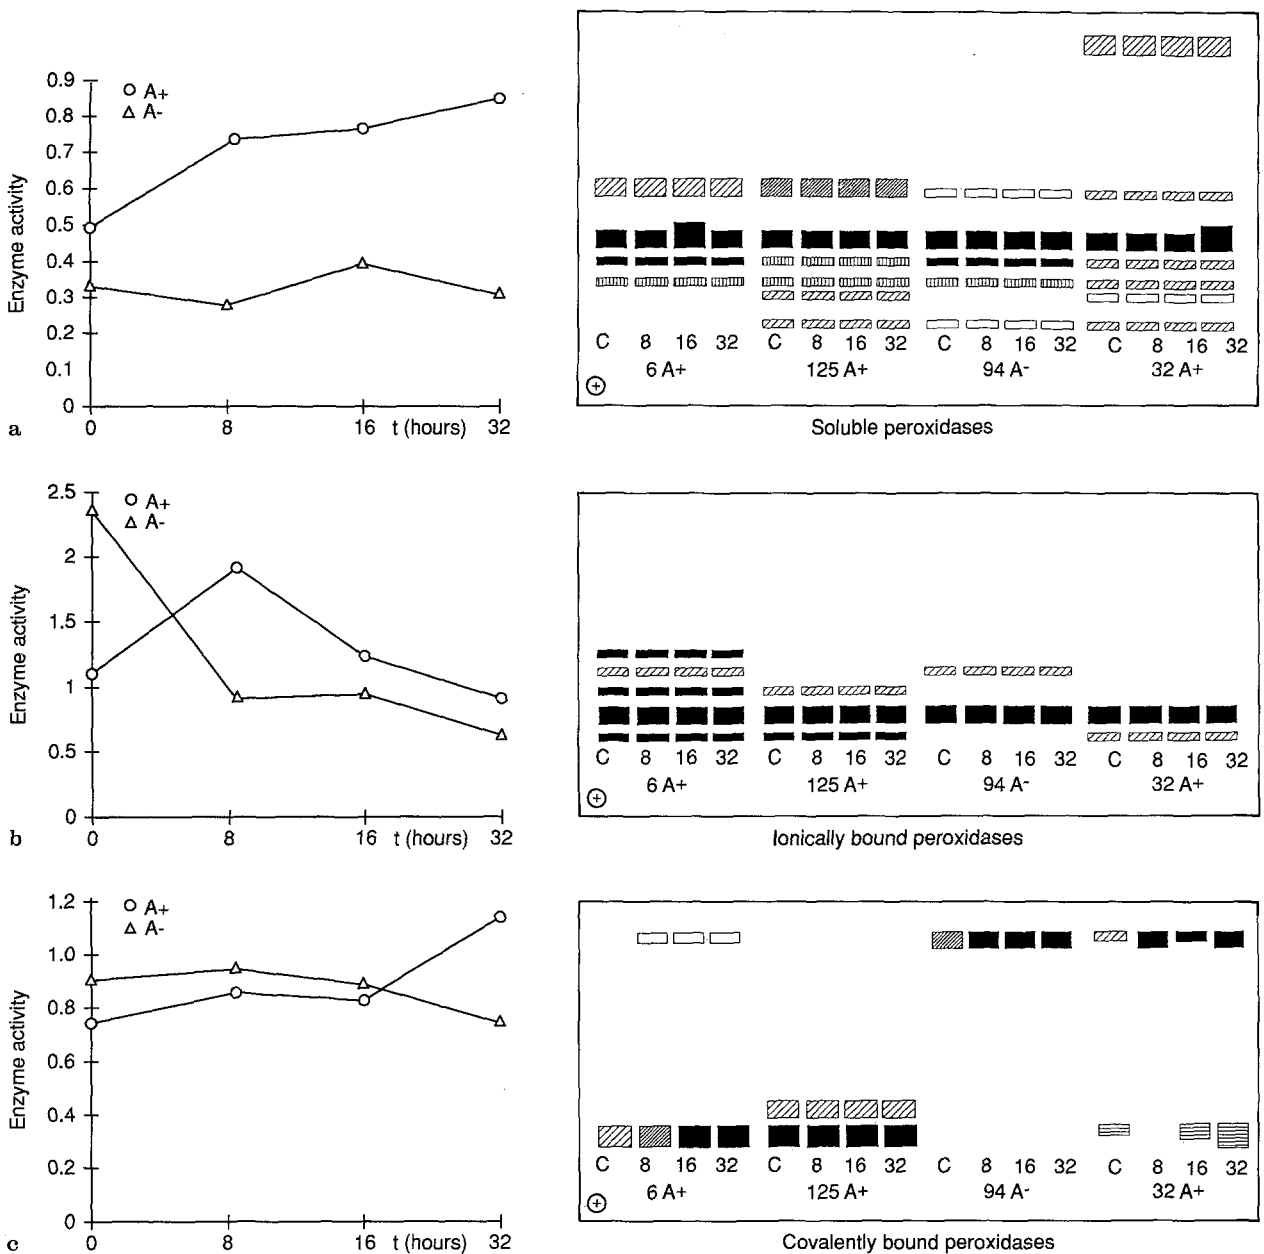 0.9
A+
A-
0.8
0.7
0.6
0.5
0.4
0.3
0.2
0.1
0
Enzyme activity
0 8 16 t (hours) 32
a
C 8 16 32 C 8 16 32 C 8 16 32 C 8 16 32
6 A+ 125 A+ 94 A- 32 A+
+
Soluble peroxidases
2.5
A+
A-
2
1.5
1
0.5
0
Enzyme activity
0 8 16 t (hours) 32
b
C 8 16 32 C 8 16 32 C 8 16 32 C 8 16 32
6 A+ 125 A+ 94 A- 32 A+
+
Ionically bound peroxidases
1.2
A+
A-
1.0
0.8
0.6
0.4
0.2
0
Enzyme activity
0 8 16 t (hours) 32
c
C 8 16 32 C 8 16 32 C 8 16 32 C 8 16 32
6 A+ 125 A+ 94 A- 32 A+
+
Covalently bound peroxidases